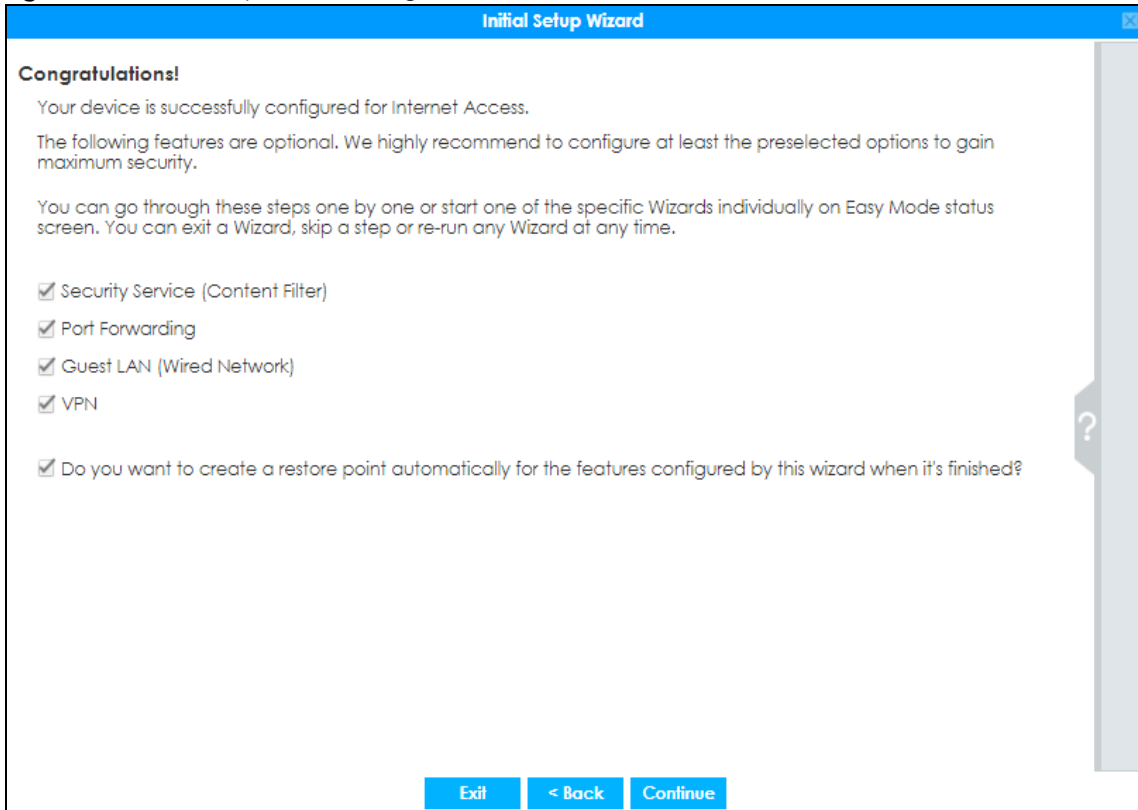 Initial Setup Wizard
Congratulations!
Your device is successfully configured for Internet Access.
The following features are optional. We highly recommend to configure at least the preselected options to gain
maximum security.
You can go through these steps one by one or start one of the specific Wizards individually on Easy Mode status
screen. You can exit a Wizard, skip a step or re-run any Wizard at any time.
Security Service (Content Filter)
Port Forwarding
Guest LAN (Wired Network)
VPN
?
Do you want to create a restore point automatically for the features configured by this wizard when it's finished?
Exit
< Back
Continue